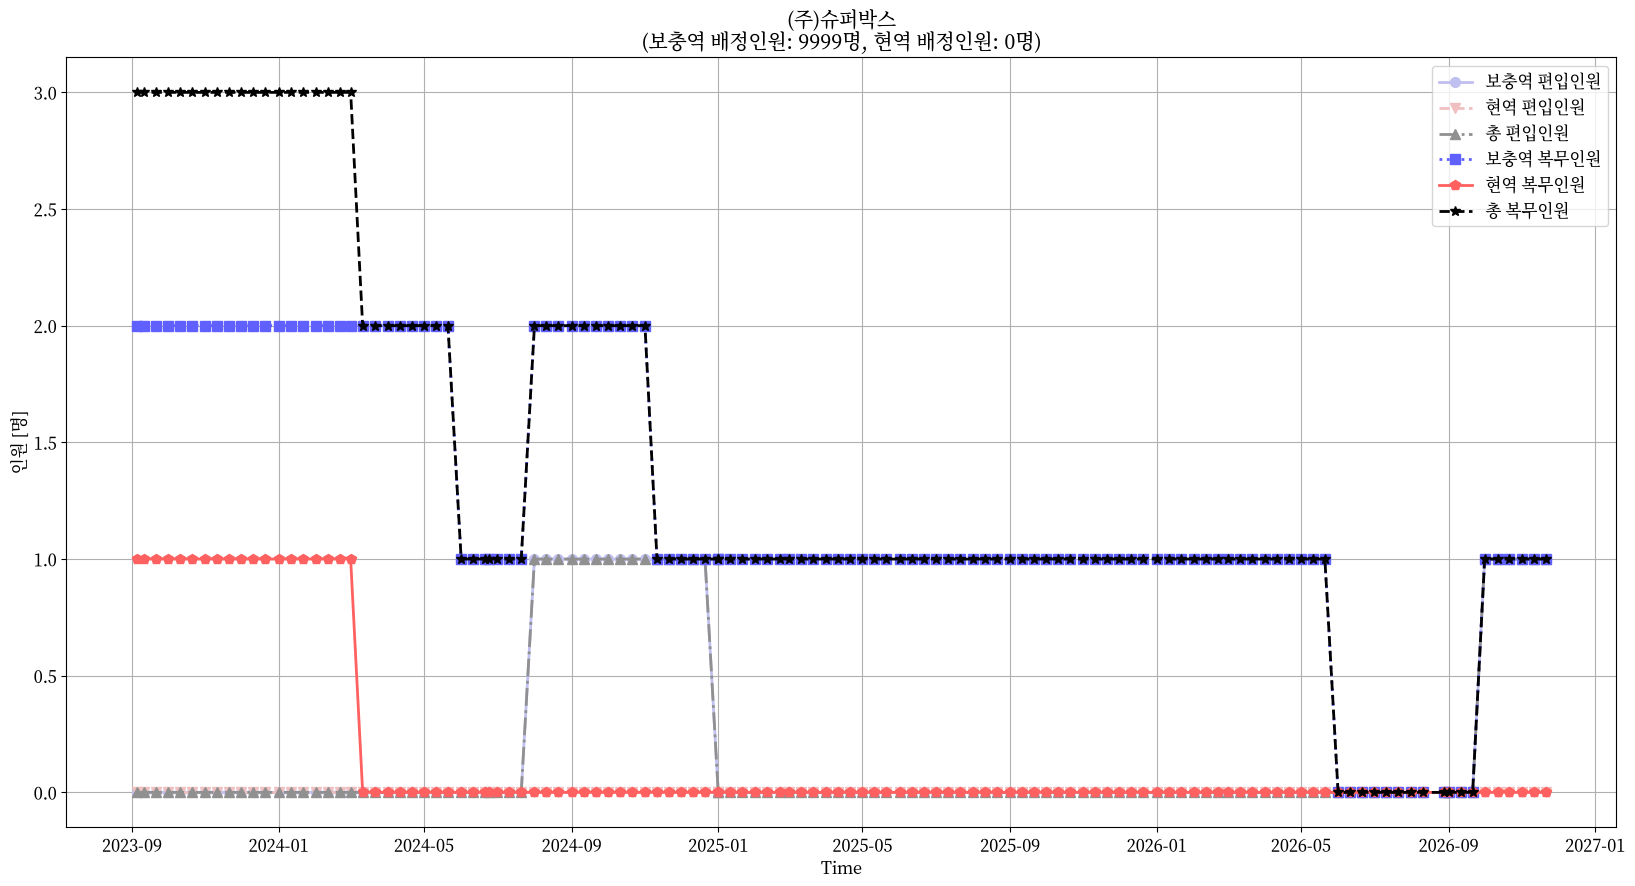 (주)슈퍼박스
(보충역 배정인원: 9999명, 현역 배정인원: 0명)
보충역 편입인원
현역 편입인원
총 편입인원
보충역 복무인원
현역 복무인원
총 복무인원
인원 [명]
3.0
2.5
2.0
1.5
1.0
0.5
0.0
2023-09 2024-01 2024-05 2024-09 2025-01 2025-05 2025-09 2026-01 2026-05 2026-09 2027-01
Time